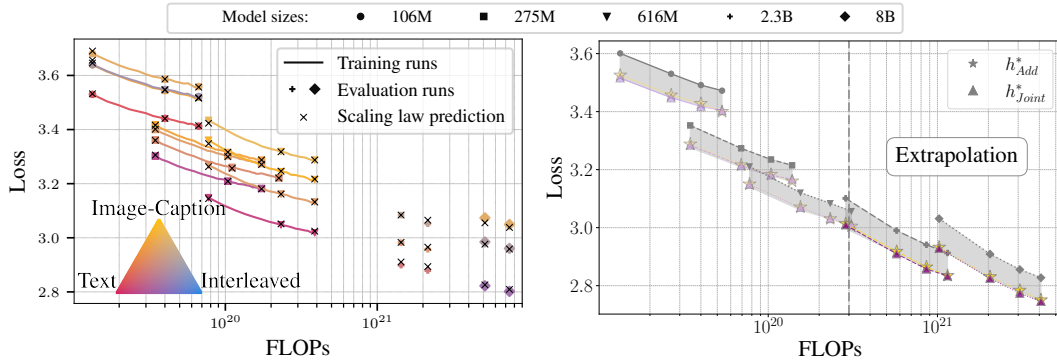 Model sizes: 106M 275M 616M 2.3B 8B
3.6
3.4
3.2
3.0
2.8
Loss
10^20
10^21
FLOPs
Training runs
Evaluation runs
Scaling law prediction
Image-Caption
Text
Interleaved
3.6
3.4
3.2
3.0
2.8
Loss
10^20
10^21
FLOPs
h*_Add
h*_Joint
Extrapolation